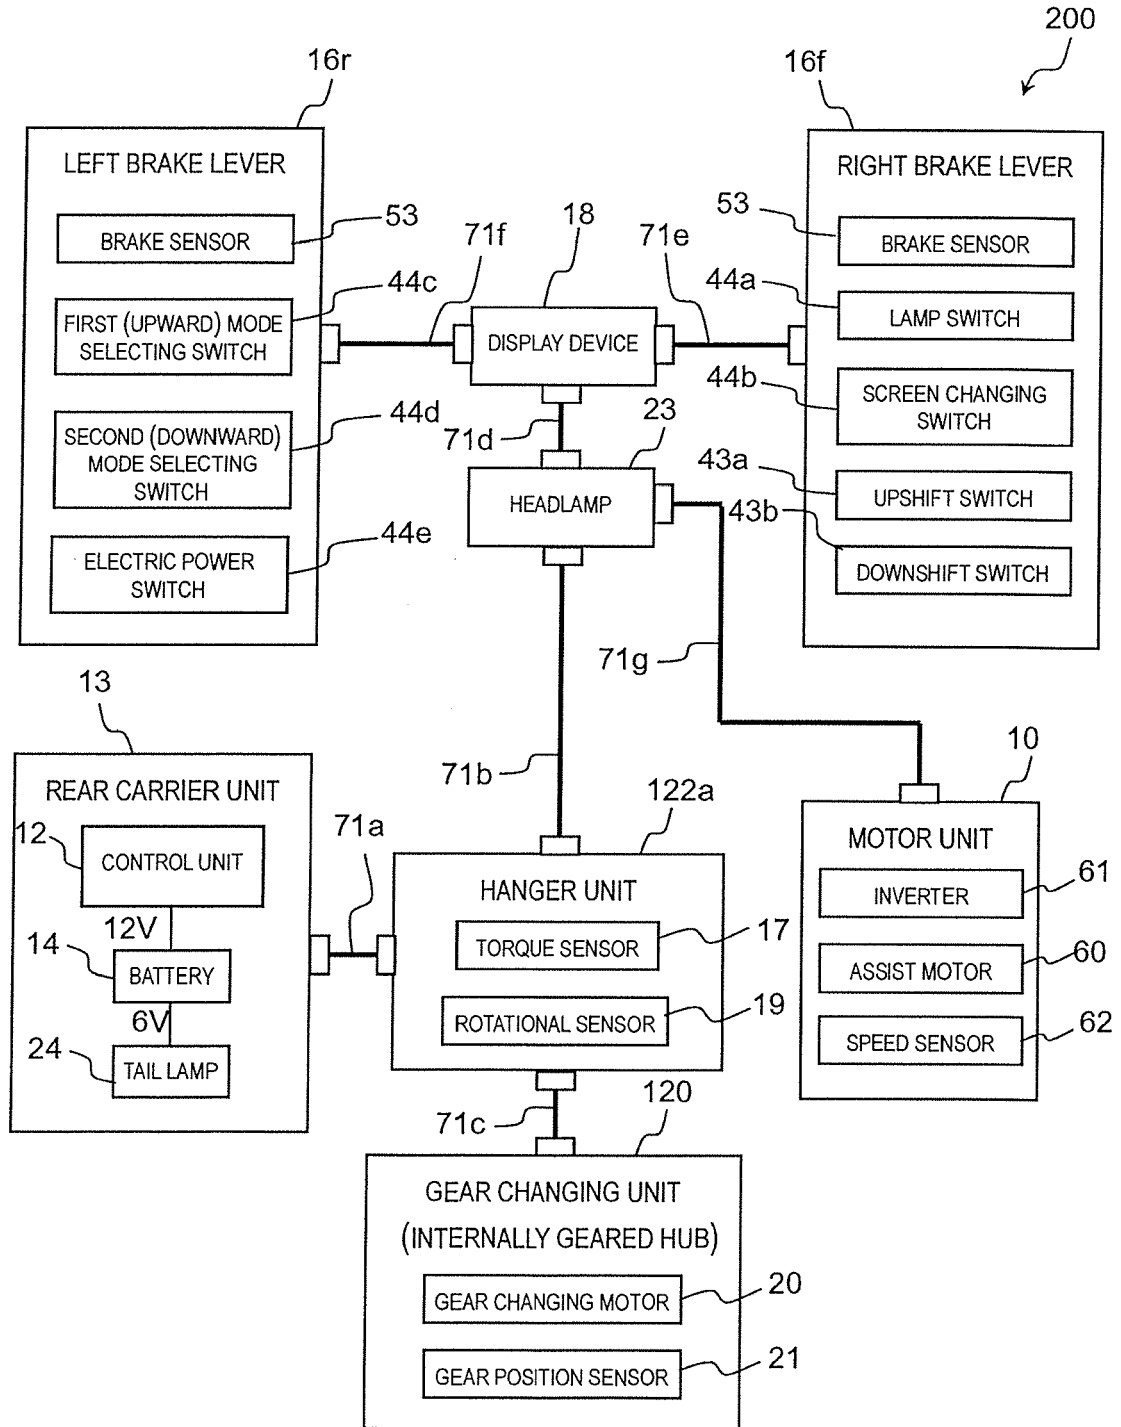 200
16r
16f
LEFT BRAKE LEVER
BRAKE SENSOR
53
FIRST (UPWARD) MODE
SELECTING SWITCH
44c
SECOND (DOWNWARD)
MODE SELECTING
SWITCH
44d
ELECTRIC POWER
SWITCH
44e
71f
18
71e
DISPLAY DEVICE
71d
23
HEADLAMP
RIGHT BRAKE LEVER
53
BRAKE SENSOR
44a
LAMP SWITCH
44b
SCREEN CHANGING
SWITCH
43a
UPSHIFT SWITCH
43b
DOWNSHIFT SWITCH
71g
71b
13
REAR CARRIER UNIT
12
CONTROL UNIT
12V
14
BATTERY
6V
24
TAIL LAMP
71a
122a
HANGER UNIT
TORQUE SENSOR
17
ROTATIONAL SENSOR
19
10
MOTOR UNIT
INVERTER
61
ASSIST MOTOR
60
SPEED SENSOR
62
71c
120
GEAR CHANGING UNIT
(INTERNALLY GEARED HUB)
GEAR CHANGING MOTOR
20
GEAR POSITION SENSOR
21